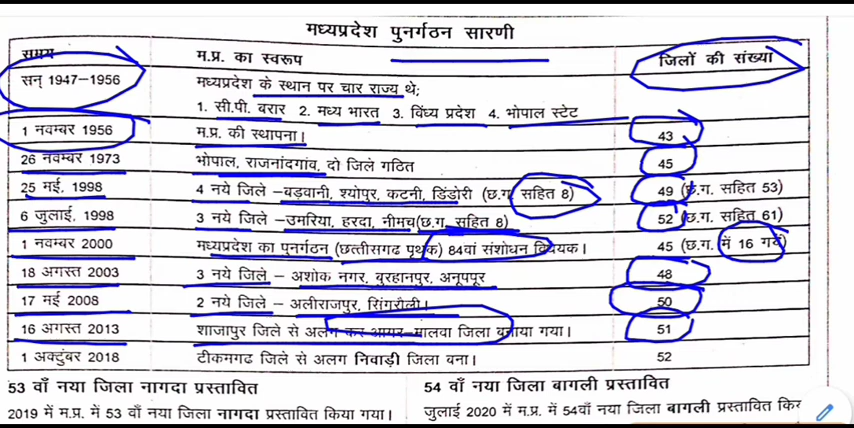 मध्यप्रदेश पुनर्गठन सारणी
समय म.प्र. का स्वरूप जिलों की संख्या
सन् 1947–1956 मध्यप्रदेश के स्थान पर चार राज्य थे;
1. सी.पी. बरार 2. मध्य भारत 3. विंध्य प्रदेश 4. भोपाल स्टेट
1 नवम्बर 1956 म.प्र. की स्थापना। 43
26 नवम्बर 1973 भोपाल, राजनांदगांव, दो जिले गठित 45
25 मई, 1998 4 नये जिले –बड़वानी, श्योपुर, कटनी, डिंडोरी (छ.ग. सहित 8) 49 (छ.ग. सहित 53)
6 जुलाई, 1998 3 नये जिले –उमरिया, हरदा, नीमच(छ.ग. सहित 8) 52 (छ.ग. सहित 61)
1 नवम्बर 2000 मध्यप्रदेश का पुनर्गठन (छत्तीसगढ पृथक) 84वां संशोधन विधेयक। 45 (छ.ग. में 16 गये)
18 अगस्त 2003 3 नये जिले – अशोक नगर, बुरहानपुर, अनूपपूर 48
17 मई 2008 2 नये जिले – अलीराजपुर, सिंगरौली। 50
16 अगस्त 2013 शाजापुर जिले से अलग कर आगर–मालवा जिला बनाया गया। 51
1 अक्टुंबर 2018 टीकमगढ जिले से अलग निवाड़ी जिला बना। 52
53 वाँ नया जिला नागदा प्रस्तावित
2019 में म.प्र. में 53 वाँ नया जिला नागदा प्रस्तावित किया गया।
54 वाँ नया जिला बागली प्रस्तावित
जुलाई 2020 में म.प्र. में 54वाँ नया जिला बागली प्रस्तावित